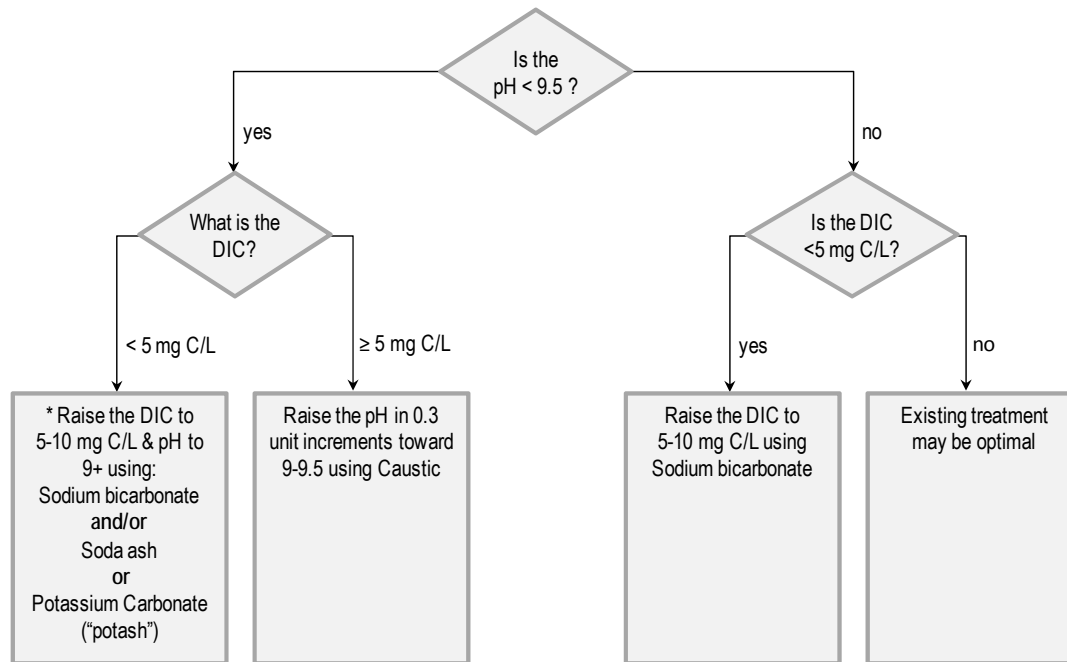 Is the
pH < 9.5 ?
yes
no
What is the
DIC?
Is the DIC
<5 mg C/L?
< 5 mg C/L
≥ 5 mg C/L
yes
no
* Raise the DIC to
5-10 mg C/L & pH to
9+ using:
Sodium bicarbonate
and/or
Soda ash
or
Potassium Carbonate
("potash")
Raise the pH in 0.3
unit increments toward
9-9.5 using Caustic
Raise the DIC to
5-10 mg C/L using
Sodium bicarbonate
Existing treatment
may be optimal